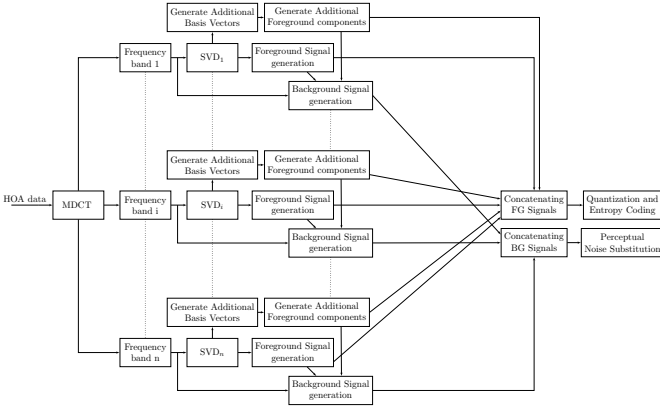 Generate Additional
Basis Vectors
Generate Additional
Foreground components
Frequency
band 1
SVD₁
Foreground Signal
generation
Background Signal
generation
Generate Additional
Basis Vectors
Generate Additional
Foreground components
HOA data
MDCT
Frequency
band i
SVDᵢ
Foreground Signal
generation
Background Signal
generation
Concatenating
FG Signals
Quantization and
Entropy Coding
Concatenating
BG Signals
Perceptual
Noise Substitution
Generate Additional
Basis Vectors
Generate Additional
Foreground components
Frequency
band n
SVDₙ
Foreground Signal
generation
Background Signal
generation